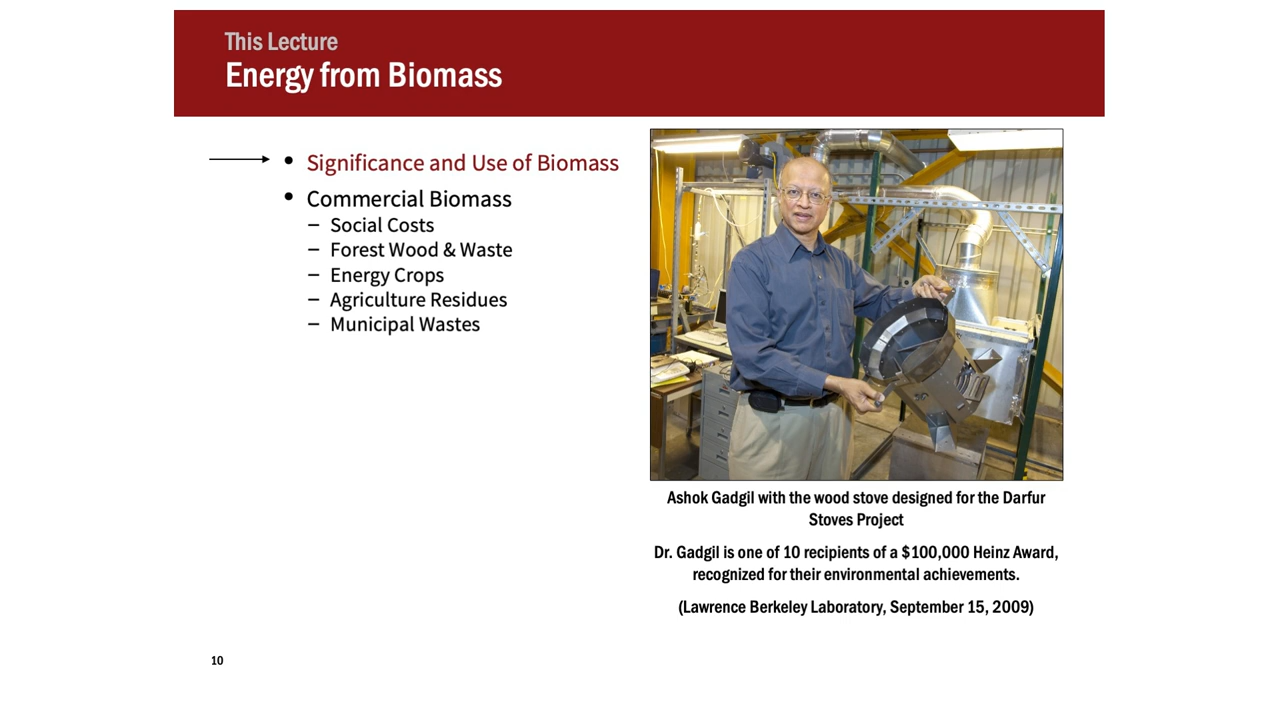 This Lecture
Energy from Biomass
• Significance and Use of Biomass
• Commercial Biomass
– Social Costs
– Forest Wood & Waste
– Energy Crops
– Agriculture Residues
– Municipal Wastes
Ashok Gadgil with the wood stove designed for the Darfur
Stoves Project
Dr. Gadgil is one of 10 recipients of a $100,000 Heinz Award,
recognized for their environmental achievements.
(Lawrence Berkeley Laboratory, September 15, 2009)
10